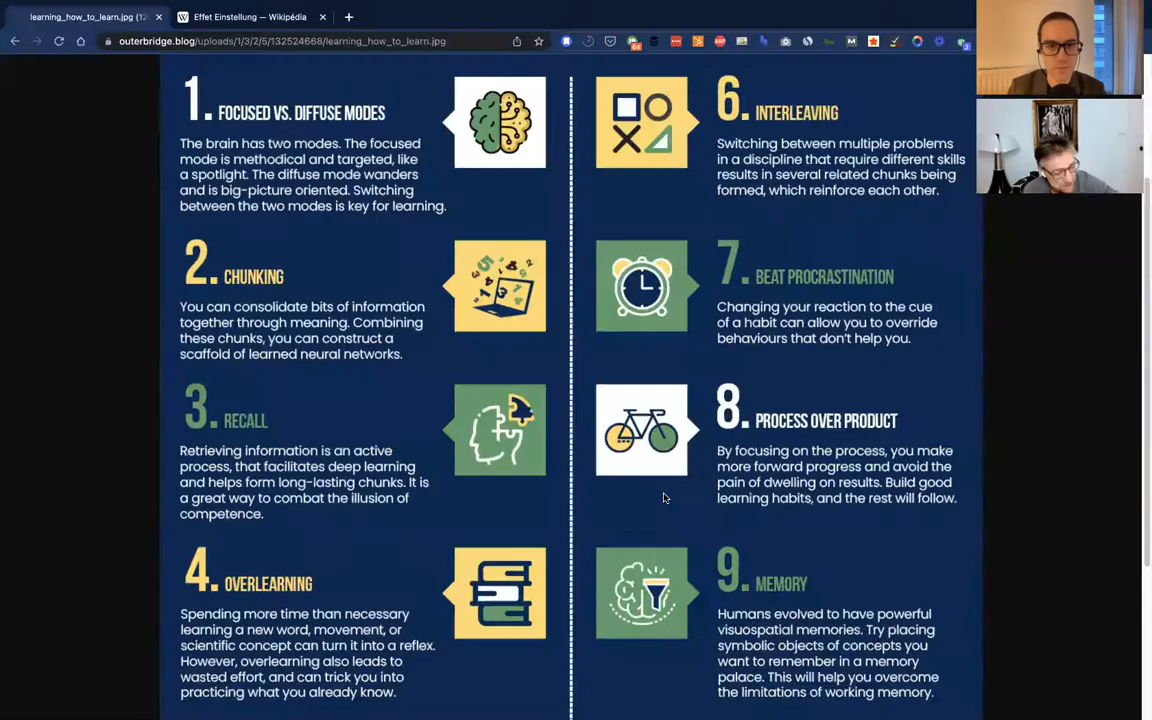 learning_how_to_learn.jpg (12
Effet Einstellung — Wikipédia
outerbridge.blog/uploads/1/3/2/5/132524668/learning_how_to_learn.jpg
1. FOCUSED VS. DIFFUSE MODES
The brain has two modes. The focused
mode is methodical and targeted, like
a spotlight. The diffuse mode wanders
and is big-picture oriented. Switching
between the two modes is key for learning.
2. CHUNKING
You can consolidate bits of information
together through meaning. Combining
these chunks, you can construct a
scaffold of learned neural networks.
3. RECALL
Retrieving information is an active
process, that facilitates deep learning
and helps form long-lasting chunks. It is
a great way to combat the illusion of
competence.
4. OVERLEARNING
Spending more time than necessary
learning a new word, movement, or
scientific concept can turn it into a reflex.
However, overlearning also leads to
wasted effort, and can trick you into
practicing what you already know.
6. INTERLEAVING
Switching between multiple problems
in a discipline that require different skills
results in several related chunks being
formed, which reinforce each other.
7. BEAT PROCRASTINATION
Changing your reaction to the cue
of a habit can allow you to override
behaviours that don't help you.
8. PROCESS OVER PRODUCT
By focusing on the process, you make
more forward progress and avoid the
pain of dwelling on results. Build good
learning habits, and the rest will follow.
9. MEMORY
Humans evolved to have powerful
visuospatial memories. Try placing
symbolic objects of concepts you
want to remember in a memory
palace. This will help you overcome
the limitations of working memory.